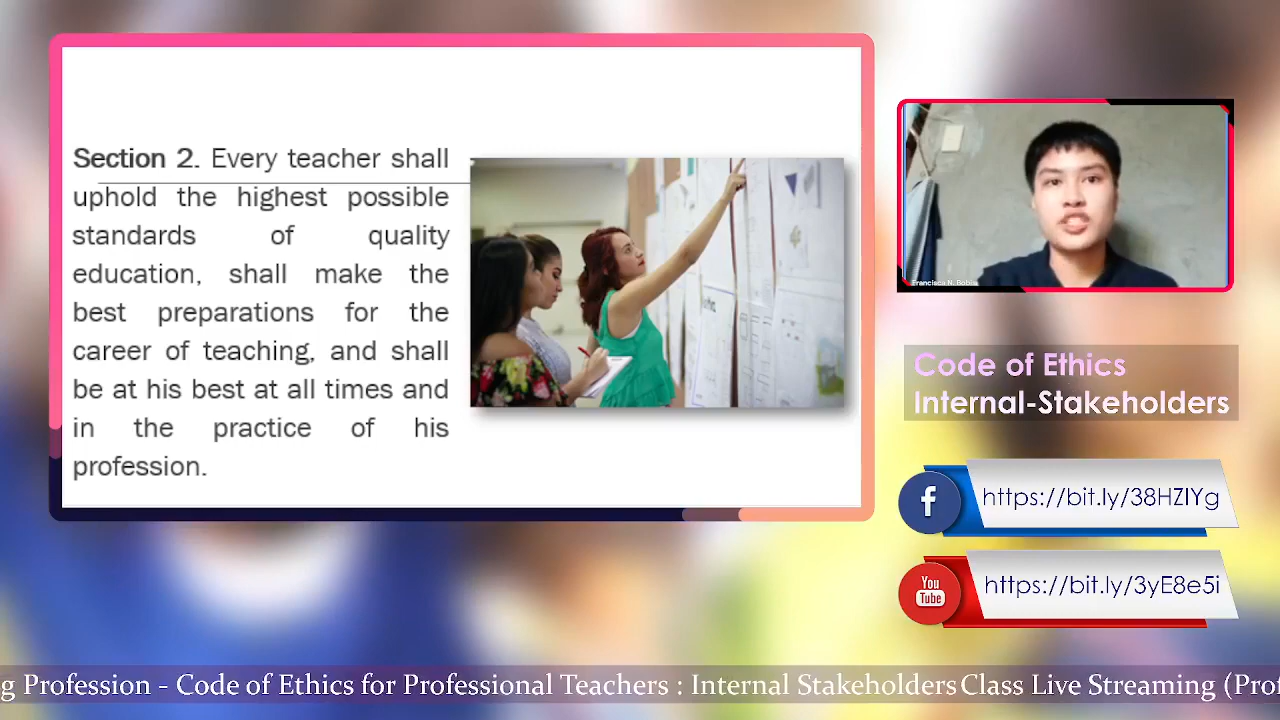 Section 2. Every teacher shall
uphold the highest possible
standards of quality
education, shall make the
best preparations for the
career of teaching, and shall
be at his best at all times and
in the practice of his
profession.
Francisca N. Bobis
Code of Ethics
Internal-Stakeholders
f
https://bit.ly/38HZlYg
You
Tube
https://bit.ly/3yE8e5i
g Profession - Code of Ethics for Professional Teachers : Internal Stakeholders Class Live Streaming (Prof